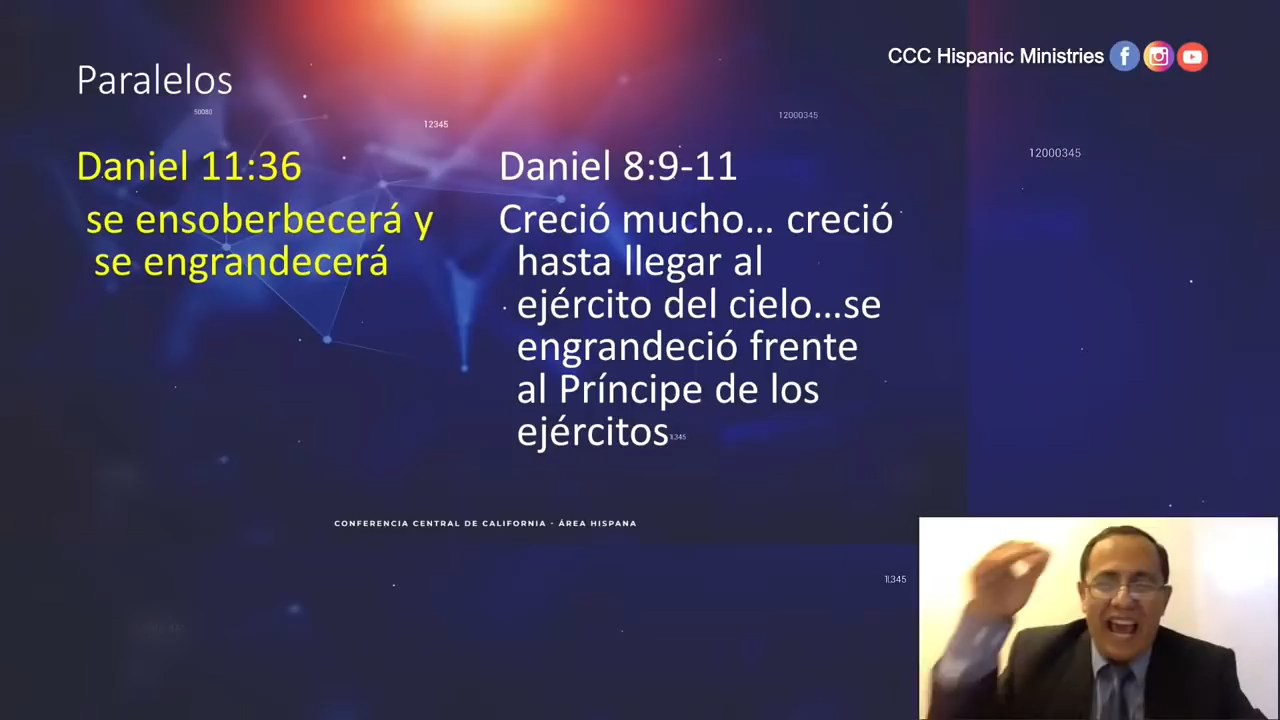 CCC Hispanic Ministries
Paralelos
50080
12345
12000345
12000345
Daniel 11:36
se ensoberbecerá y
se engrandecerá
Daniel 8:9-11
Creció mucho... creció
hasta llegar al
ejército del cielo...se
engrandeció frente
al Príncipe de los
ejércitos
CONFERENCIA CENTRAL DE CALIFORNIA - ÁREA HISPANA